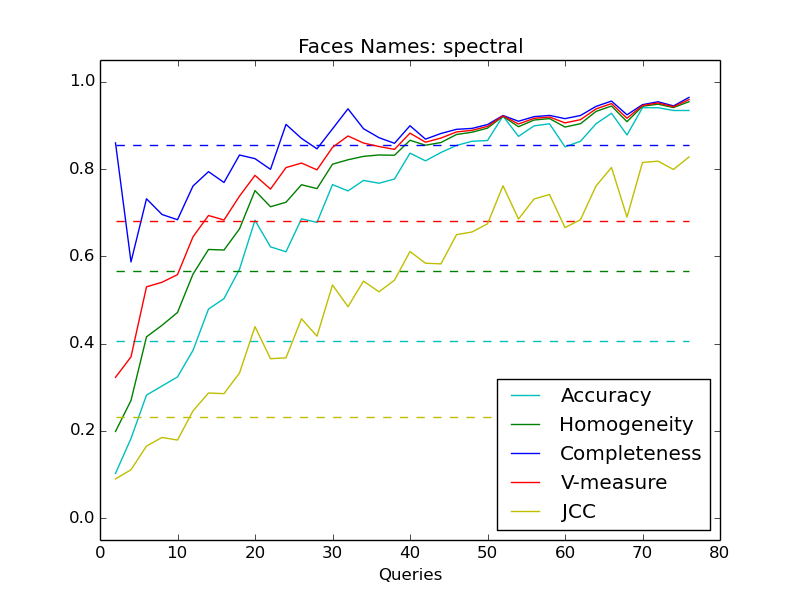 Faces Names: spectral
1.0
0.8
0.6
0.4
0.2
0.0
Accuracy
Homogeneity
Completeness
V-measure
JCC
0 10 20 30 40 50 60 70 80
Queries